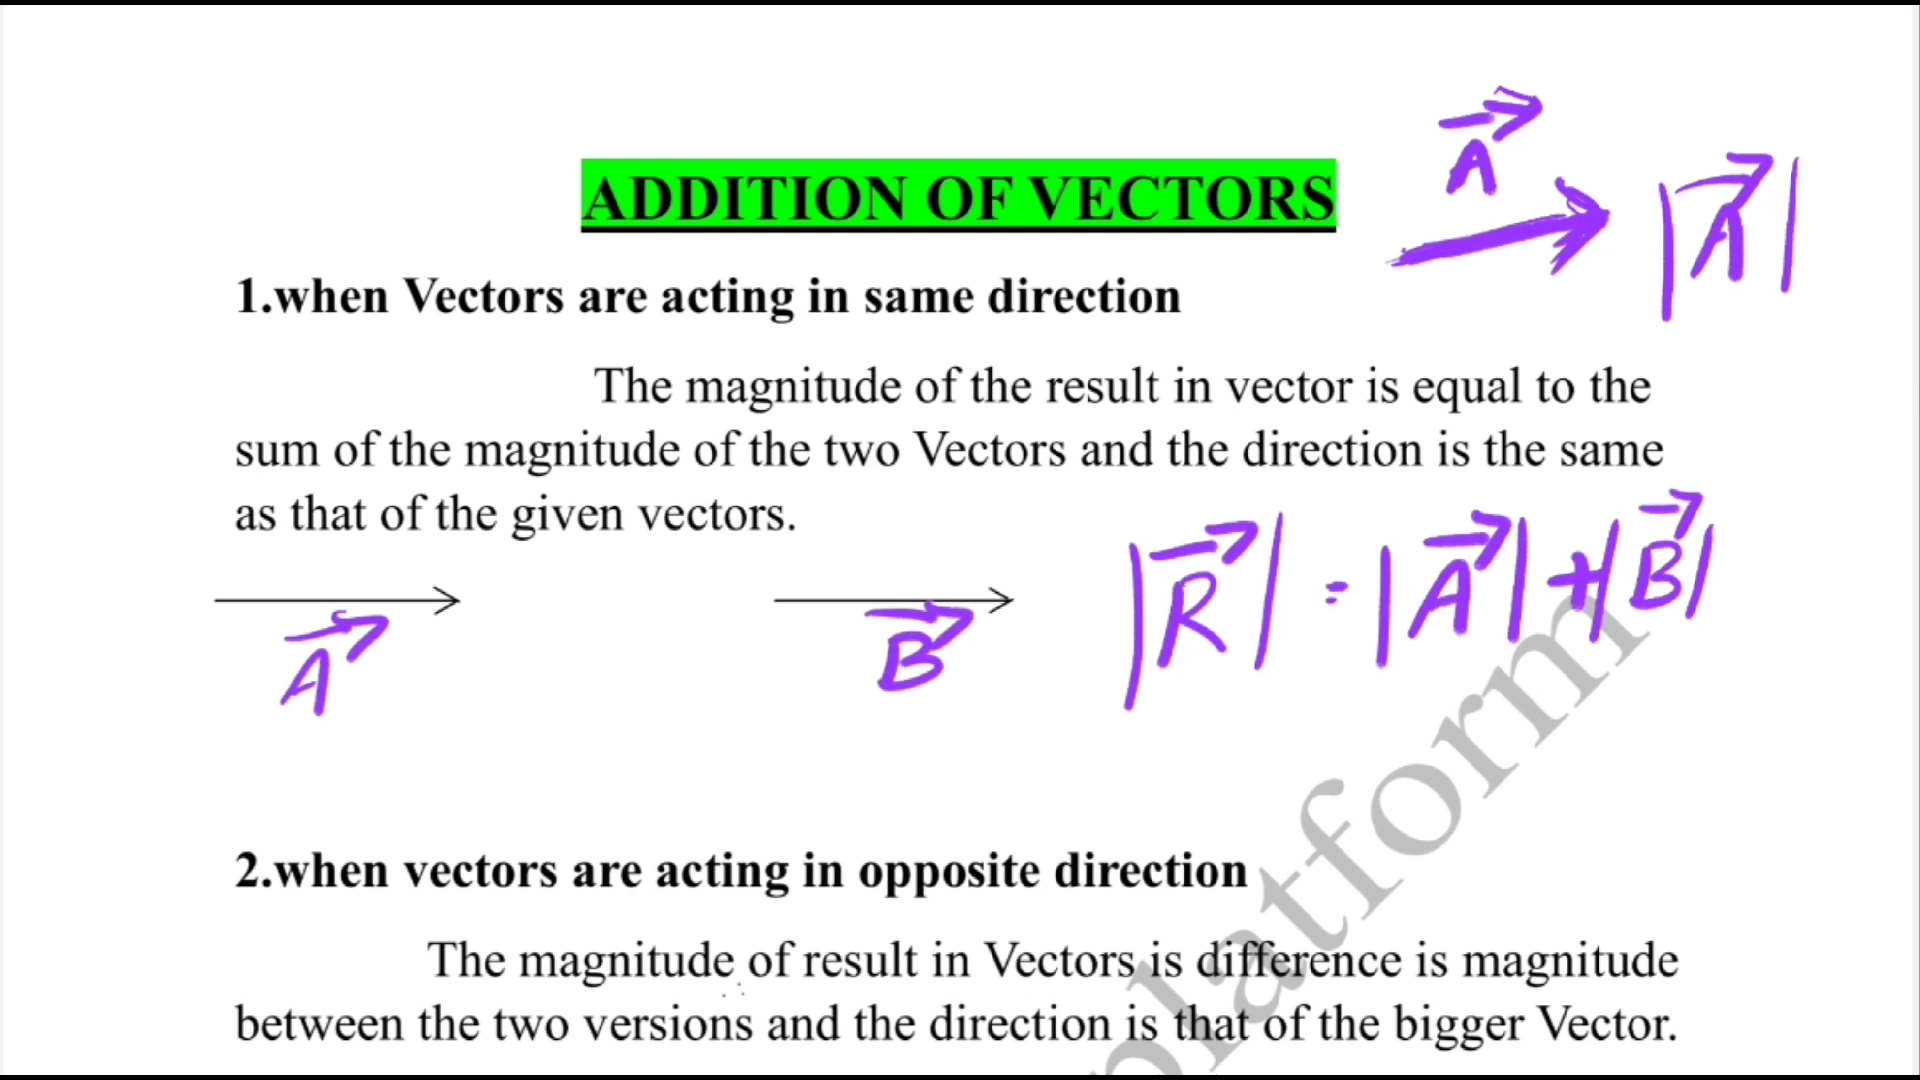 A⃗
ADDITION OF VECTORS
|A⃗|
1.when Vectors are acting in same direction
The magnitude of the result in vector is equal to the
sum of the magnitude of the two Vectors and the direction is the same
as that of the given vectors.
|R⃗| = |A⃗| + |B⃗|
A⃗
B⃗
2.when vectors are acting in opposite direction
The magnitude of result in Vectors is difference is magnitude
between the two versions and the direction is that of the bigger Vector.
platform